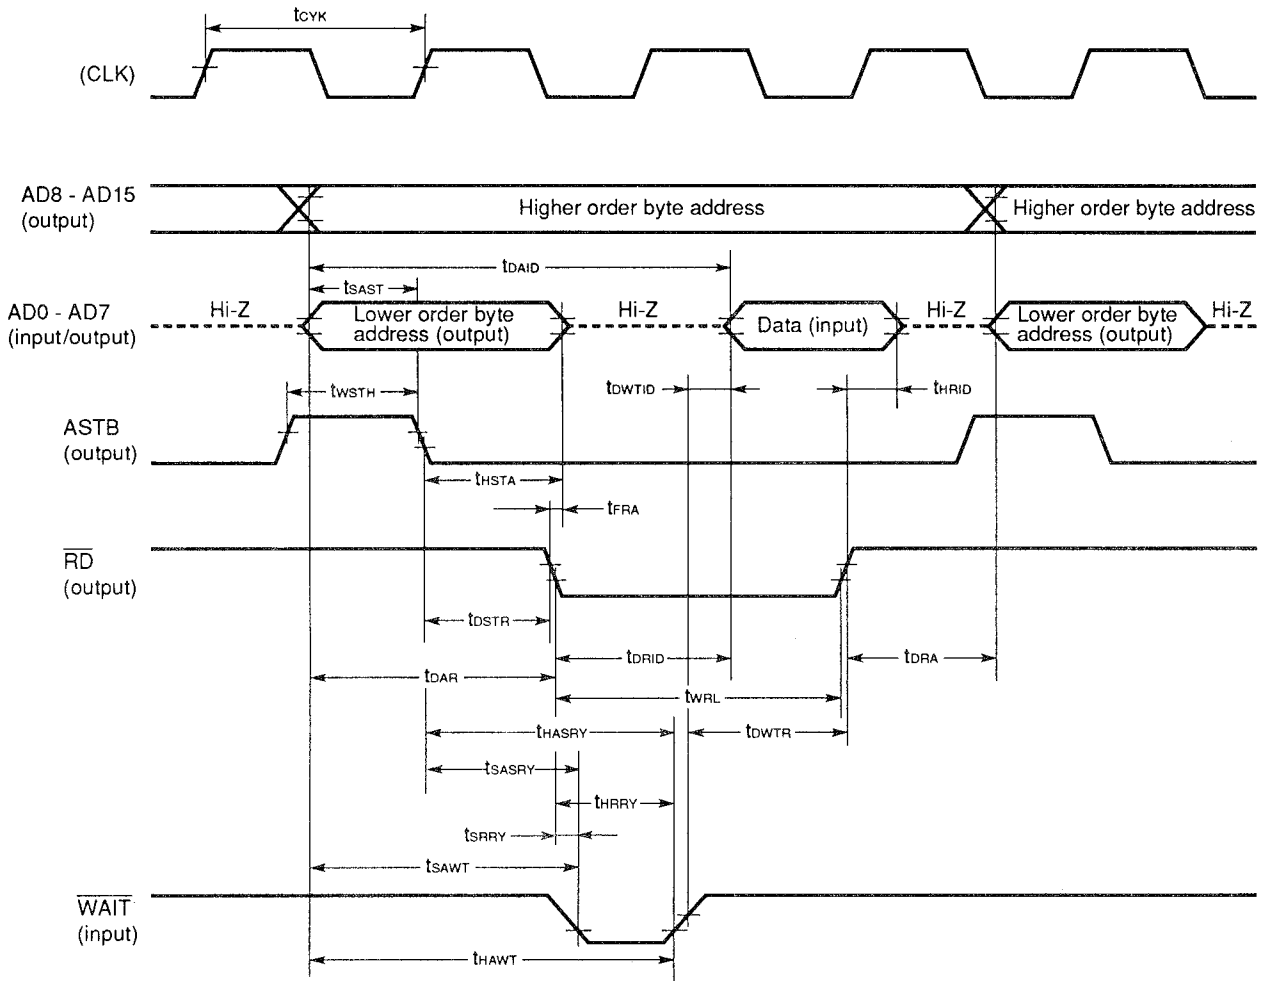 tCYK
(CLK)
AD8 - AD15
(output)
Higher order byte address
Higher order byte address
tDAID
tSAST
AD0 - AD7
(input/output)
Hi-Z
Lower order byte
address (output)
Hi-Z
Data (input)
Hi-Z
Lower order byte
address (output)
Hi-Z
tWSTH
tDWTID
tHRID
ASTB
(output)
tHSTA
tFRA
RD
(output)
tDSTR
tDRID
tDRA
tDAR
tWRL
tHASRY
tDWTR
tSASRY
tHRRY
tSRRY
tSAWT
WAIT
(input)
tHAWT